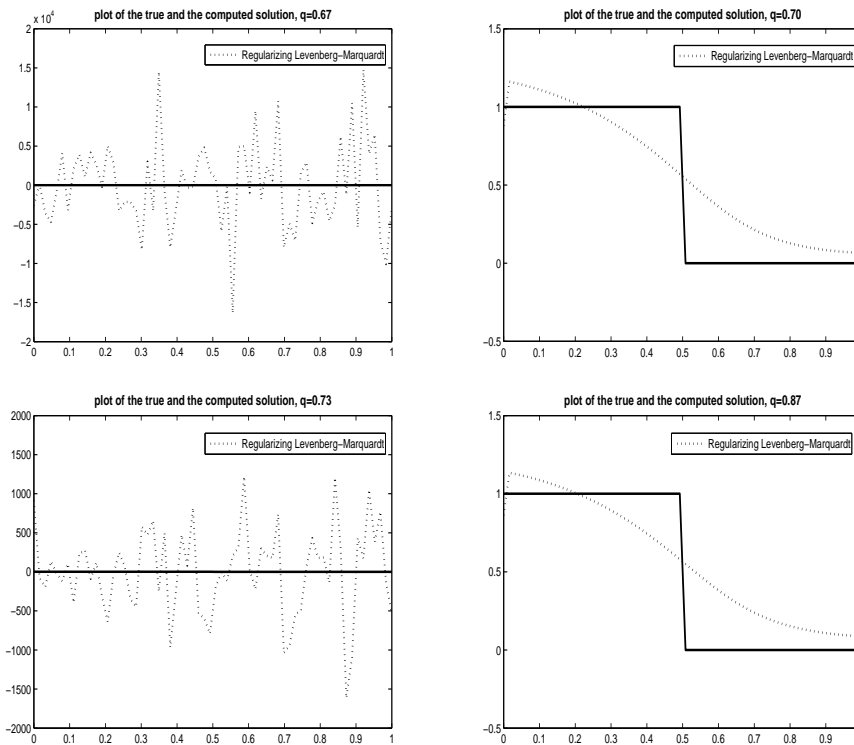 plot of the true and the computed solution, q=0.67
x 10^4
2
1.5
1
0.5
0
−0.5
−1
−1.5
−2
0 0.1 0.2 0.3 0.4 0.5 0.6 0.7 0.8 0.9 1
Regularizing Levenberg−Marquardt
plot of the true and the computed solution, q=0.70
1.5
1
0.5
0
−0.5
0 0.1 0.2 0.3 0.4 0.5 0.6 0.7 0.8 0.9
Regularizing Levenberg−Marquardt
plot of the true and the computed solution, q=0.73
2000
1500
1000
500
0
−500
−1000
−1500
−2000
0 0.1 0.2 0.3 0.4 0.5 0.6 0.7 0.8 0.9 1
Regularizing Levenberg−Marquardt
plot of the true and the computed solution, q=0.87
1.5
1
0.5
0
−0.5
0 0.1 0.2 0.3 0.4 0.5 0.6 0.7 0.8 0.9
Regularizing Levenberg−Marquardt